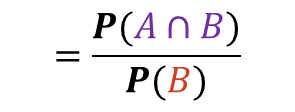 = P(A ∩ B)
P(B)